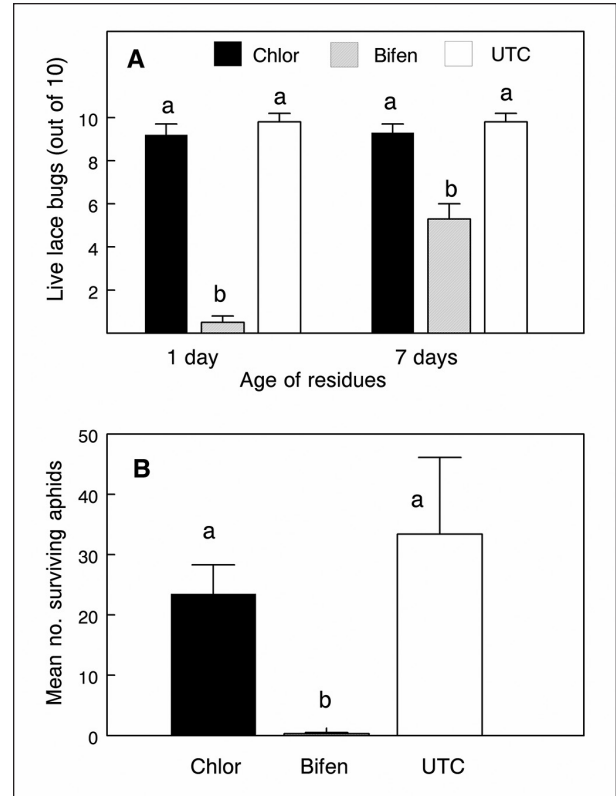 A
Chlor Bifen UTC
Live lace bugs (out of 10)
10
8
6
4
2
a
b
a
a
b
a
1 day 7 days
Age of residues
B
Mean no. surviving aphids
50
40
30
20
10
0
a
b
a
Chlor Bifen UTC